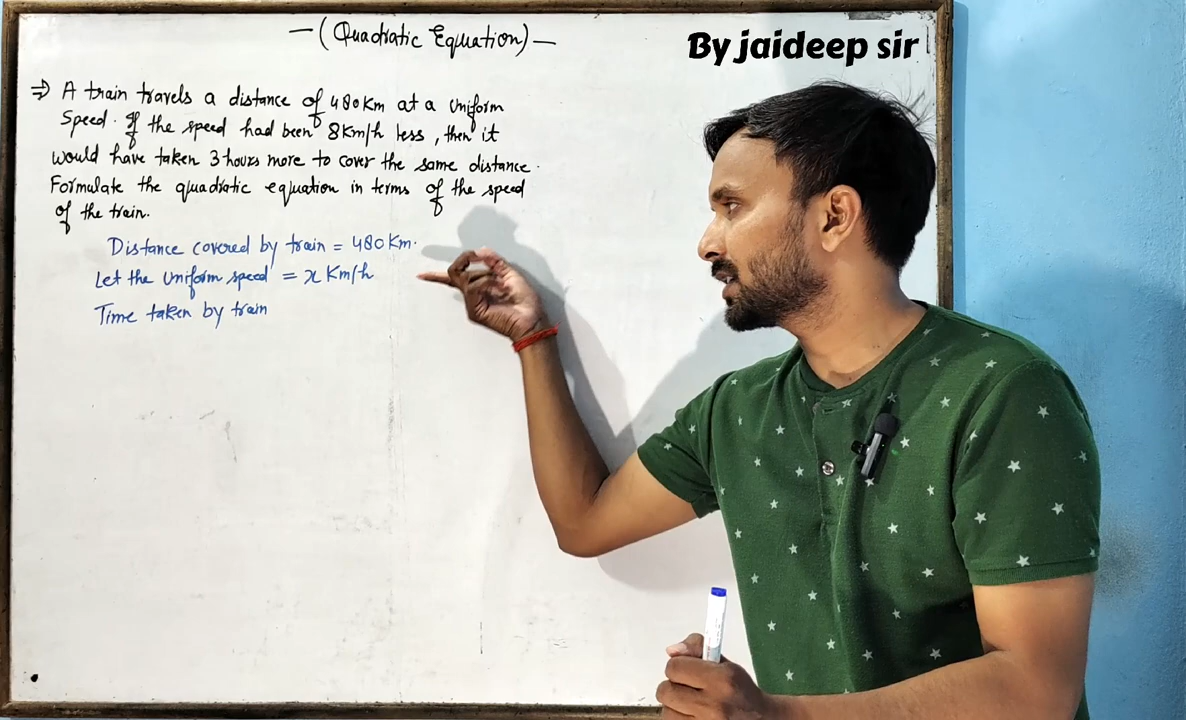 —( Quadratic Equation)—
By jaideep sir
⇒ A train travels a distance of 480Km at a Uniform
Speed. If the speed had been 8Km/h less, then it
Would have taken 3 hours more to cover the same distance.
Formulate the quadratic equation in terms of the speed
of the train.
Distance covered by train = 480 Km.
Let the Uniform speed = x Km/h
Time taken by train